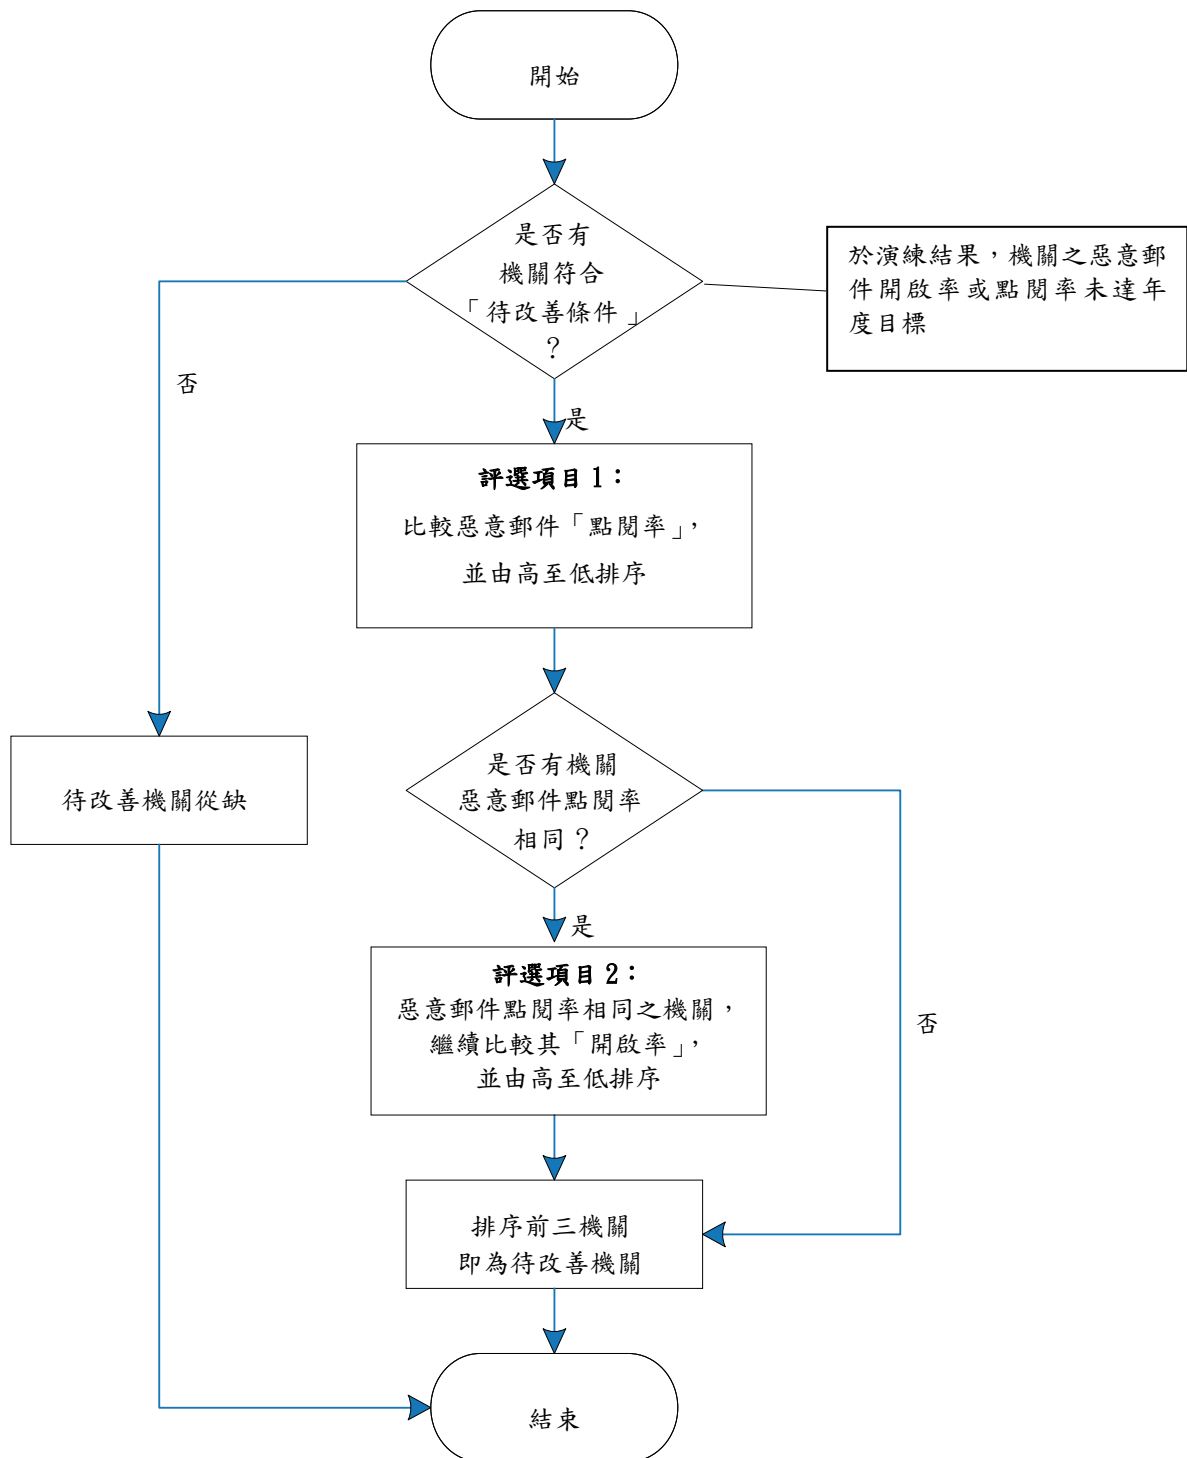 開始
是否有
機關符合
「待改善條件」
？
於演練結果，機關之惡意郵
件開啟率或點閱率未達年
度目標
否
是
評選項目1：
比較惡意郵件「點閱率」，
並由高至低排序
是否有機關
惡意郵件點閱率
相同？
待改善機關從缺
是
評選項目2：
惡意郵件點閱率相同之機關，
繼續比較其「開啟率」，
並由高至低排序
否
排序前三機關
即為待改善機關
結束